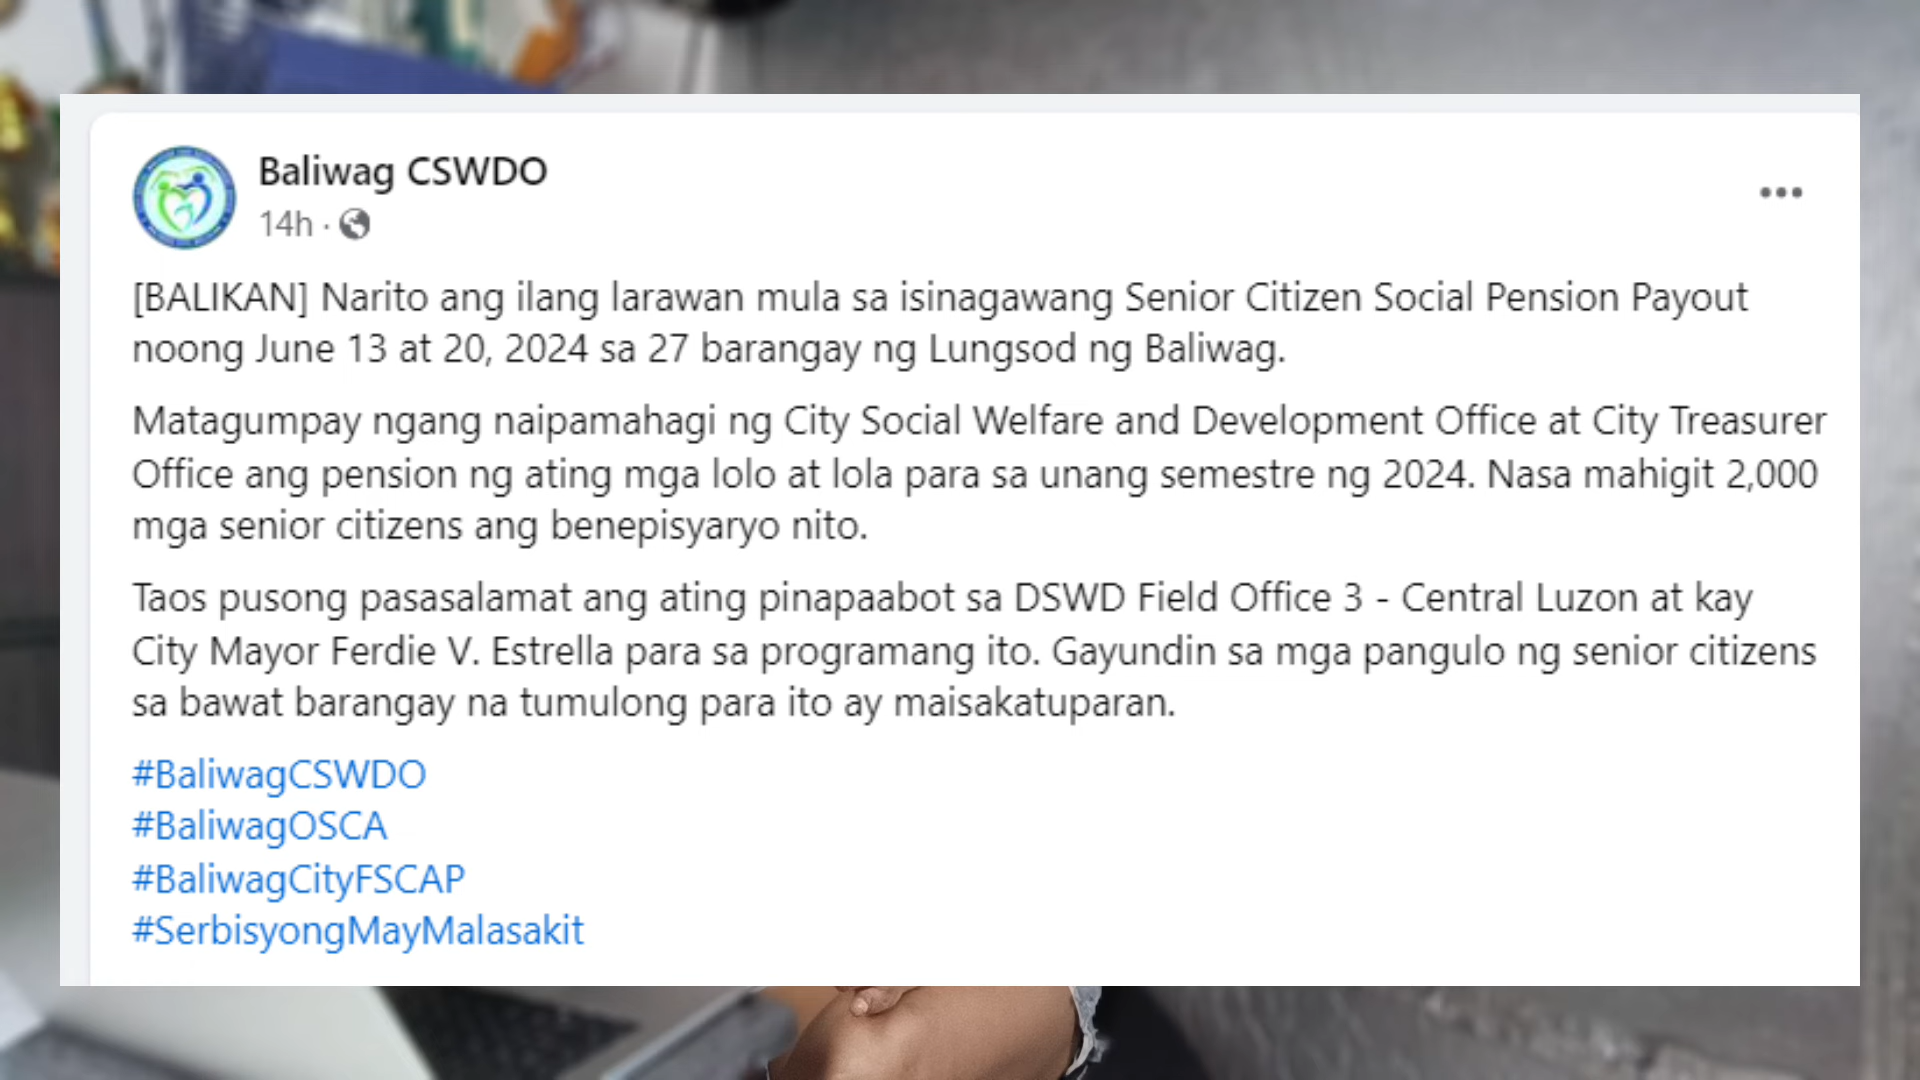 Baliwag CSWDO
14h ·
[BALIKAN] Narito ang ilang larawan mula sa isinagawang Senior Citizen Social Pension Payout
noong June 13 at 20, 2024 sa 27 barangay ng Lungsod ng Baliwag.
Matagumpay ngang naipamahagi ng City Social Welfare and Development Office at City Treasurer
Office ang pension ng ating mga lolo at lola para sa unang semestre ng 2024. Nasa mahigit 2,000
mga senior citizens ang benepisyaryo nito.
Taos pusong pasasalamat ang ating pinapaabot sa DSWD Field Office 3 - Central Luzon at kay
City Mayor Ferdie V. Estrella para sa programang ito. Gayundin sa mga pangulo ng senior citizens
sa bawat barangay na tumulong para ito ay maisakatuparan.
#BaliwagCSWDO
#BaliwagOSCA
#BaliwagCityFSCAP
#SerbisyongMayMalasakit